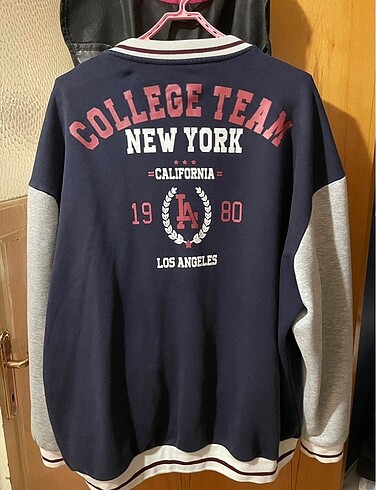 COLLEGE TEAM
NEW YORK
CALIFORNIA
19 LA 80
LOS ANGELES